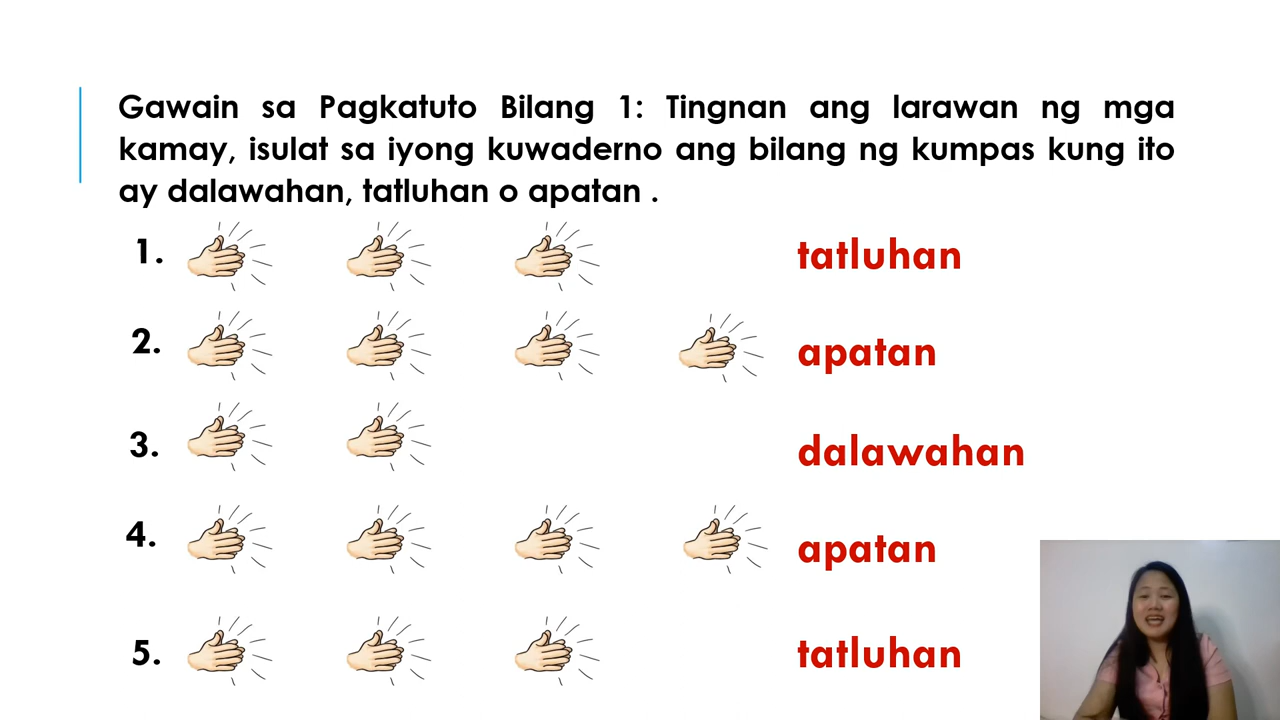 Gawain sa Pagkatuto Bilang 1: Tingnan ang larawan ng mga
kamay, isulat sa iyong kuwaderno ang bilang ng kumpas kung ito
ay dalawahan, tatluhan o apatan .
1. tatluhan
2. apatan
3. dalawahan
4. apatan
5. tatluhan